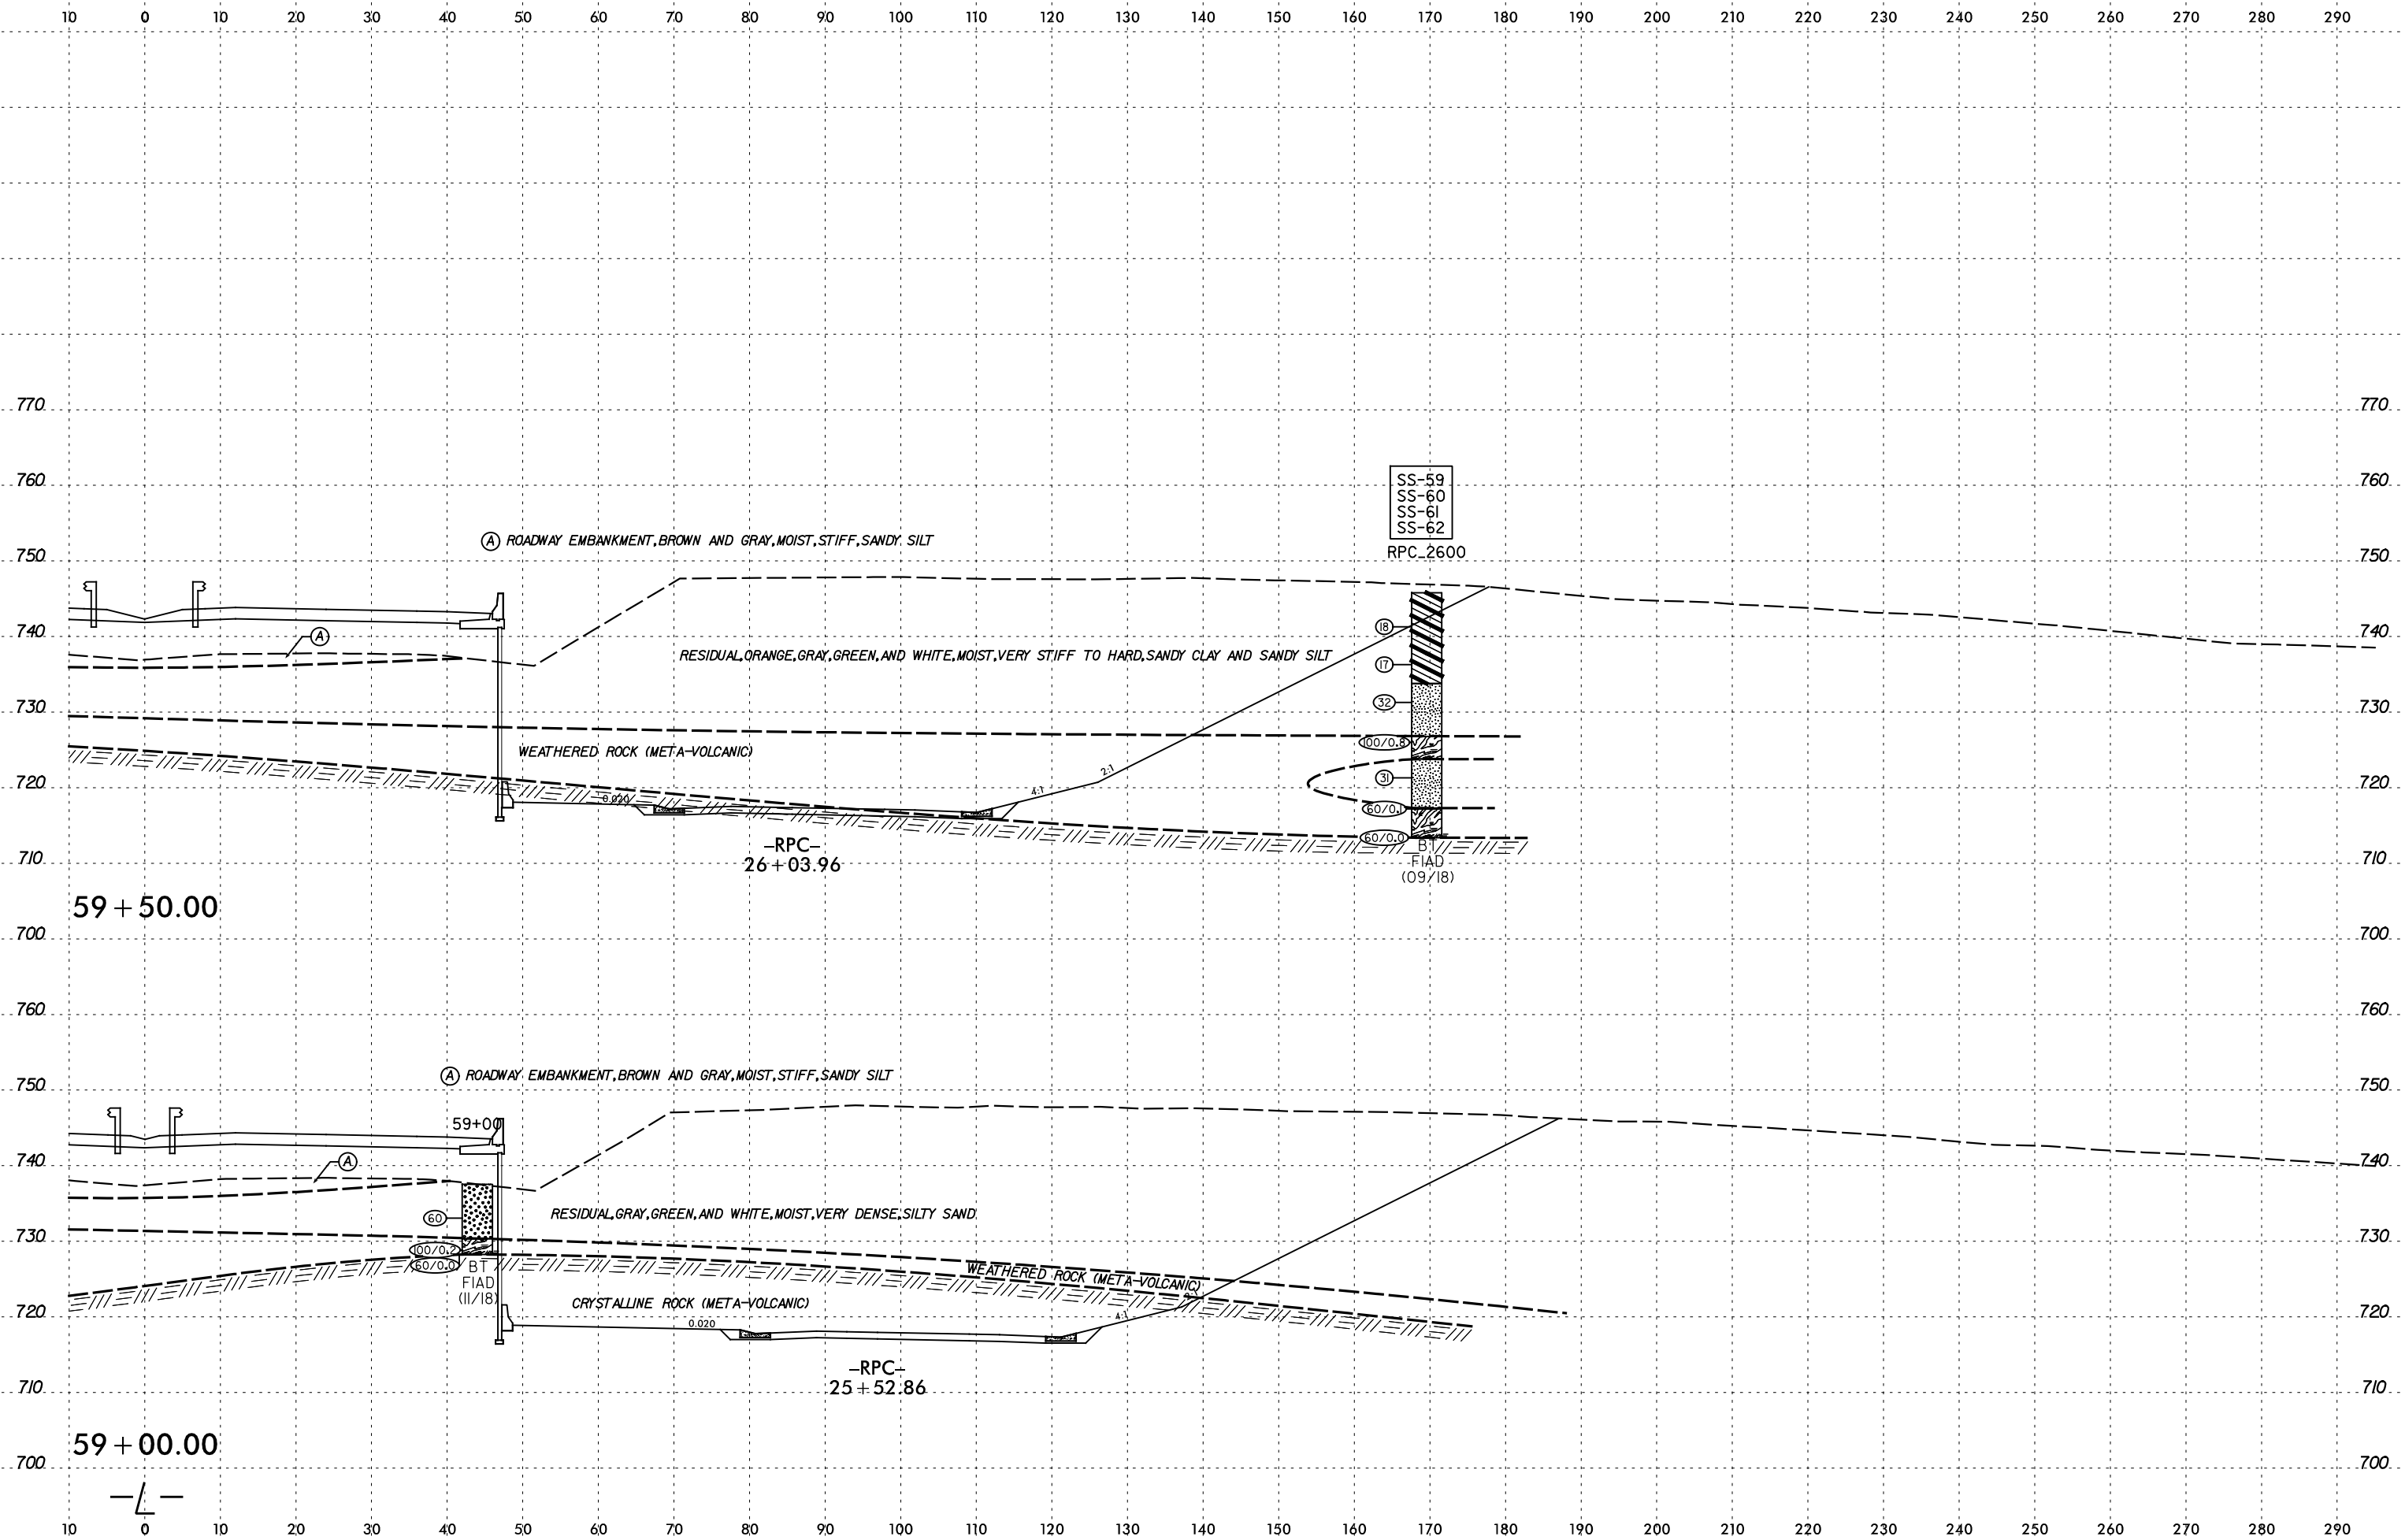 10 0 10 20 30 40 50 60 70 80 90 100 110 120 130 140 150 160 170 180 190 200 210 220 230 240 250 260 270 280 290
770 770
760 760
SS-59
SS-60
SS-61
SS-62
RPC_2600
A ROADWAY EMBANKMENT,BROWN AND GRAY,MOIST,STIFF,SANDY SILT
750 750
18
740 A 740
RESIDUAL,ORANGE,GRAY,GREEN,AND WHITE,MOIST,VERY STIFF TO HARD,SANDY CLAY AND SANDY SILT
17
32
730 730
100/0.8
WEATHERED ROCK (META-VOLCANIC)
2:1
31
720 720
4:1
0.020
60/0.1
60/0.0
BT
FIAD
(09/18)
-RPC-
26+03.96
710 710
59+50.00
700 700
760 760
A ROADWAY EMBANKMENT,BROWN AND GRAY,MOIST,STIFF,SANDY SILT
750 750
59+00
740 A 740
60
RESIDUAL,GRAY,GREEN,AND WHITE,MOIST,VERY DENSE,SILTY SAND
730 730
100/0.2
60/0.0
BT
FIAD
(11/18)
WEATHERED ROCK (META-VOLCANIC)
2:1
CRYSTALLINE ROCK (META-VOLCANIC)
720 720
4:1
0.020
-RPC-
25+52.86
710 710
59+00.00
700 700
-L-
10 0 10 20 30 40 50 60 70 80 90 100 110 120 130 140 150 160 170 180 190 200 210 220 230 240 250 260 270 280 290